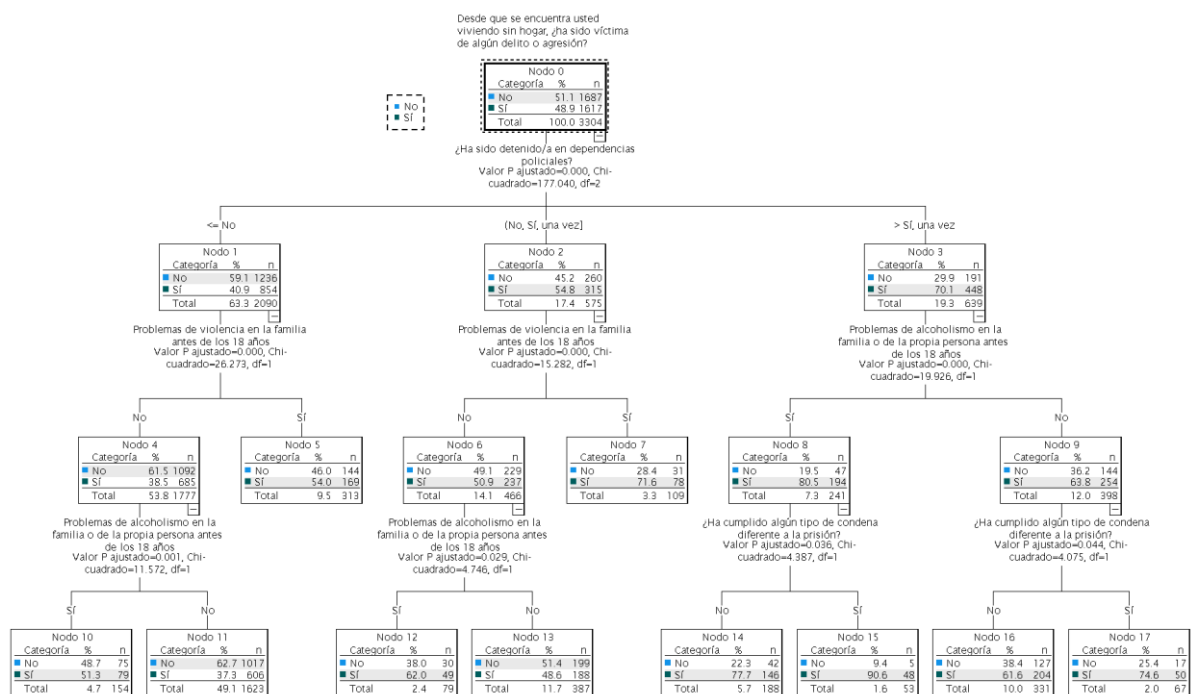 Desde que se encuentra usted
viviendo sin hogar, ¿ha sido víctima
de algún delito o agresión?
Nodo 0
Categoría % n
No 51.1 1687
Sí 48.9 1617
Total 100.0 3304
No
Sí
¿Ha sido detenido/a en dependencias
policiales?
Valor P ajustado=0.000, Chi-
cuadrado=177.040, df=2
<= No
(No, Sí, una vez]
> Sí, una vez
Nodo 1
Categoría % n
No 59.1 1236
Sí 40.9 854
Total 63.3 2090
Nodo 2
Categoría % n
No 45.2 260
Sí 54.8 315
Total 17.4 575
Nodo 3
Categoría % n
No 29.9 191
Sí 70.1 448
Total 19.3 639
Problemas de violencia en la familia
antes de los 18 años
Valor P ajustado=0.000, Chi-
cuadrado=26.273, df=1
Problemas de violencia en la familia
antes de los 18 años
Valor P ajustado=0.000, Chi-
cuadrado=15.282, df=1
Problemas de alcoholismo en la
familia o de la propia persona antes
de los 18 años
Valor P ajustado=0.000, Chi-
cuadrado=19.926, df=1
No
Sí
No
Sí
Sí
No
Nodo 4
Categoría % n
No 61.5 1092
Sí 38.5 685
Total 53.8 1777
Nodo 5
Categoría % n
No 46.0 144
Sí 54.0 169
Total 9.5 313
Nodo 6
Categoría % n
No 49.1 229
Sí 50.9 237
Total 14.1 466
Nodo 7
Categoría % n
No 28.4 31
Sí 71.6 78
Total 3.3 109
Nodo 8
Categoría % n
No 19.5 47
Sí 80.5 194
Total 7.3 241
Nodo 9
Categoría % n
No 36.2 144
Sí 63.8 254
Total 12.0 398
Problemas de alcoholismo en la
familia o de la propia persona antes
de los 18 años
Valor P ajustado=0.001, Chi-
cuadrado=11.572, df=1
Problemas de alcoholismo en la
familia o de la propia persona antes
de los 18 años
Valor P ajustado=0.029, Chi-
cuadrado=4.746, df=1
¿Ha cumplido algún tipo de condena
diferente a la prisión?
Valor P ajustado=0.036, Chi-
cuadrado=4.387, df=1
¿Ha cumplido algún tipo de condena
diferente a la prisión?
Valor P ajustado=0.044, Chi-
cuadrado=4.075, df=1
Sí
No
Sí
No
No
Sí
No
Sí
Nodo 10
Categoría % n
No 48.7 75
Sí 51.3 79
Total 4.7 154
Nodo 11
Categoría % n
No 62.7 1017
Sí 37.3 606
Total 49.1 1623
Nodo 12
Categoría % n
No 38.0 30
Sí 62.0 49
Total 2.4 79
Nodo 13
Categoría % n
No 51.4 199
Sí 48.6 188
Total 11.7 387
Nodo 14
Categoría % n
No 22.3 42
Sí 77.7 146
Total 5.7 188
Nodo 15
Categoría % n
No 9.4 5
Sí 90.6 48
Total 1.6 53
Nodo 16
Categoría % n
No 38.4 127
Sí 61.6 204
Total 10.0 331
Nodo 17
Categoría % n
No 25.4 17
Sí 74.6 50
Total 2.0 67